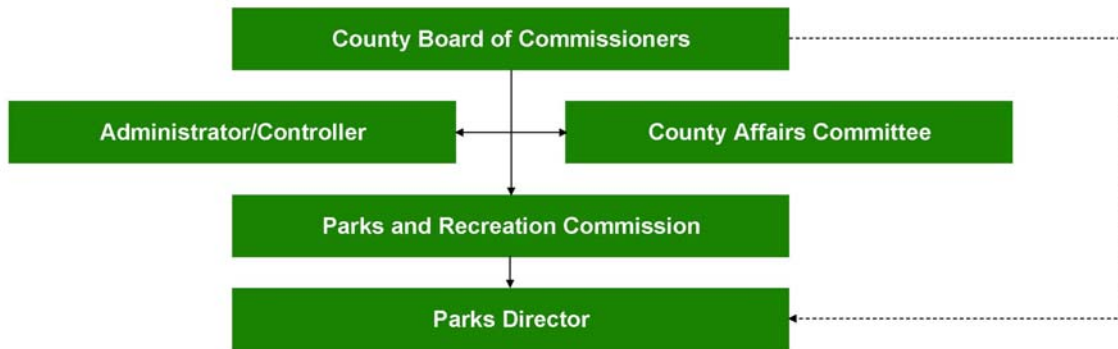 County Board of Commissioners
Administrator/Controller
County Affairs Committee
Parks and Recreation Commission
Parks Director